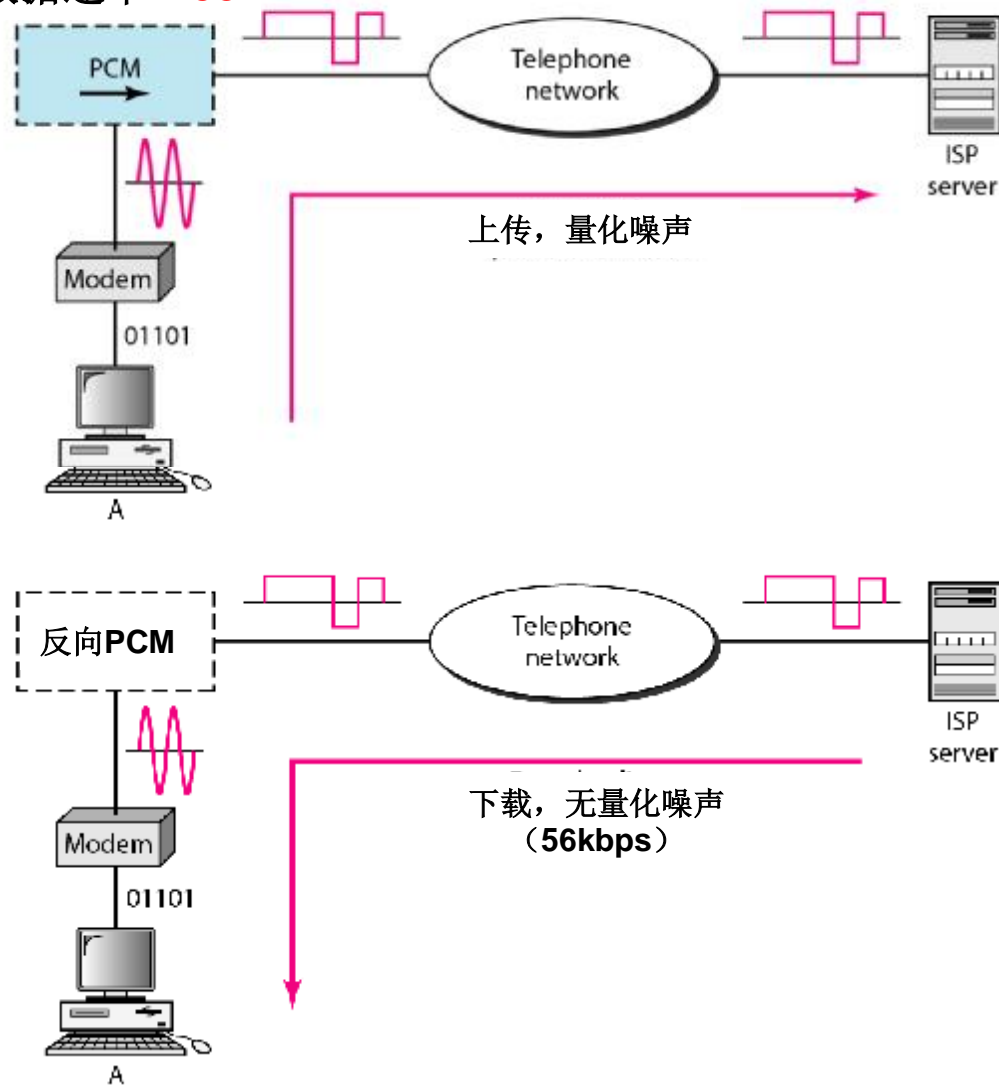 PCM
Telephone
network
ISP
server
上传，量化噪声
Modem
01101
A
反向PCM
Telephone
network
ISP
server
下载，无量化噪声
（56kbps）
Modem
01101
A